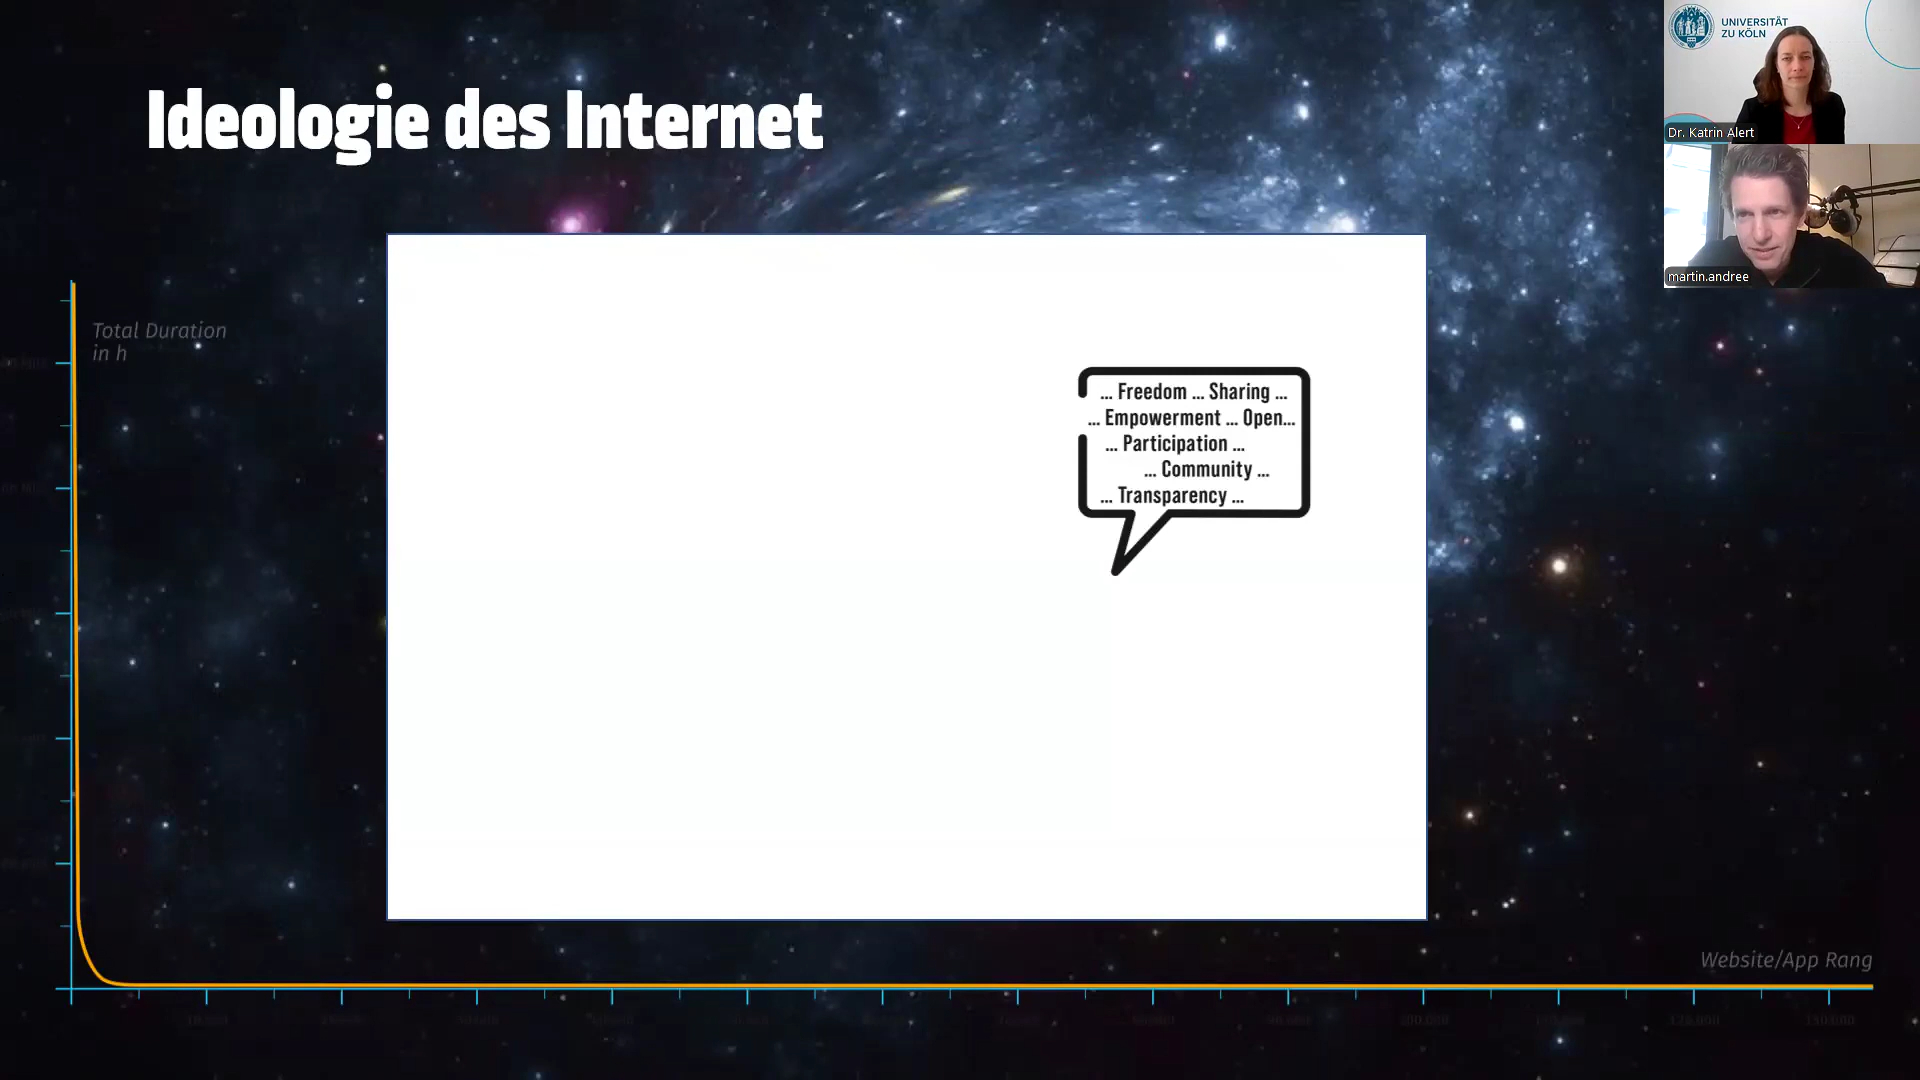 Ideologie des Internet
UNIVERSITÄT
ZU KÖLN
Dr. Katrin Alert
martin.andree
Total Duration
in h
... Freedom ... Sharing ...
... Empowerment ... Open...
... Participation ...
... Community ...
... Transparency ...
Website/App Rang